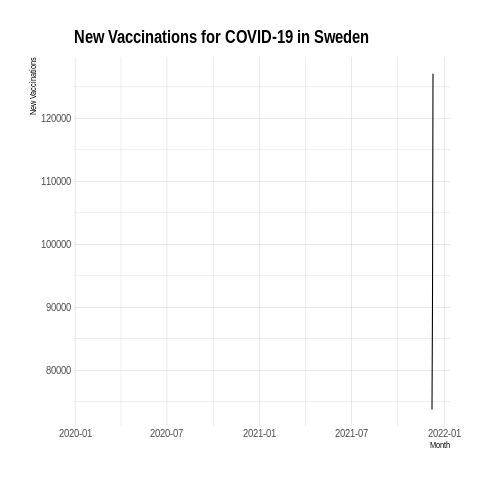 New Vaccinations for COVID-19 in Sweden
New Vaccinations
120000
110000
100000
90000
80000
2020-01 2020-07 2021-01 2021-07 2022-01
Month